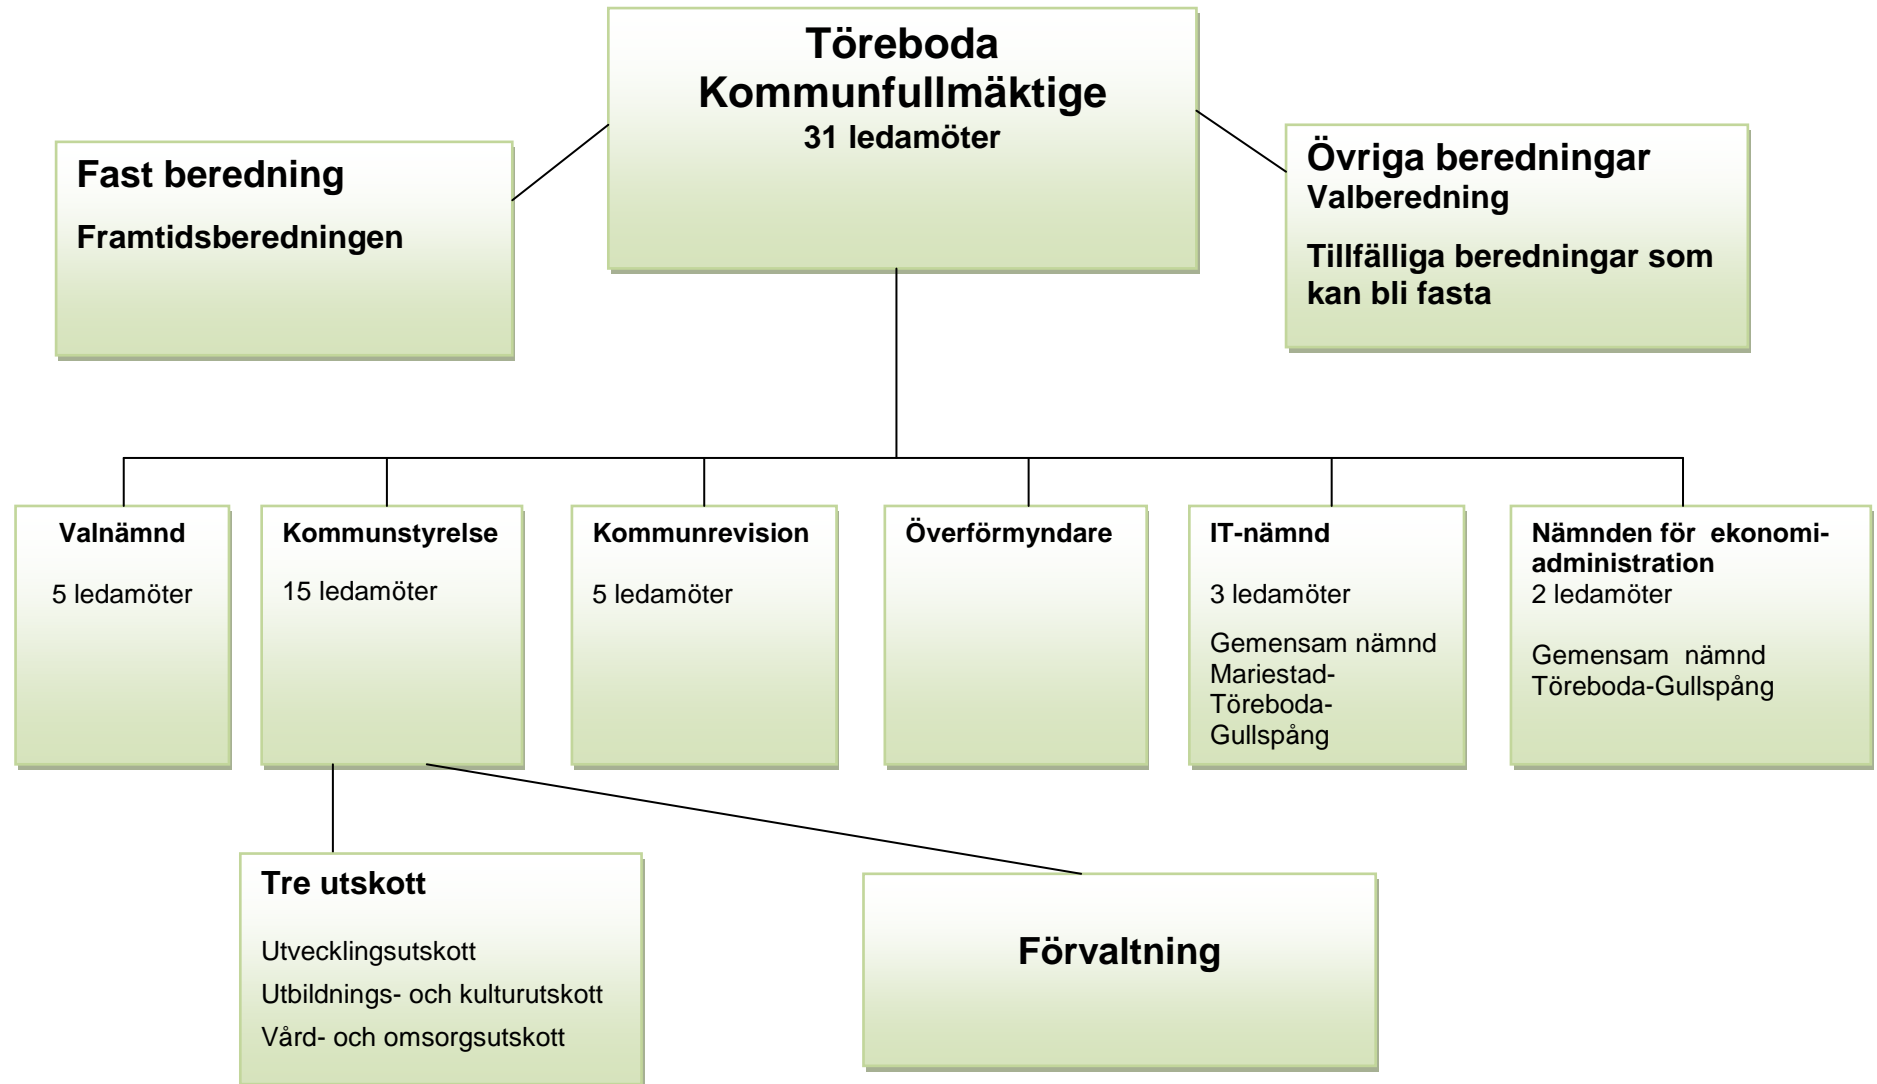 Töreboda
Kommunfullmäktige
31 ledamöter
Fast beredning
Framtidsberedningen
Övriga beredningar
Valberedning
Tillfälliga beredningar som
kan bli fasta
Valnämnd
5 ledamöter
Kommunstyrelse
15 ledamöter
Kommunrevision
5 ledamöter
Överförmyndare
IT-nämnd
3 ledamöter
Gemensam nämnd
Mariestad-
Töreboda-
Gullspång
Nämnden för ekonomi-
administration
2 ledamöter
Gemensam nämnd
Töreboda-Gullspång
Tre utskott
Utvecklingsutskott
Utbildnings- och kulturutskott
Vård- och omsorgsutskott
Förvaltning